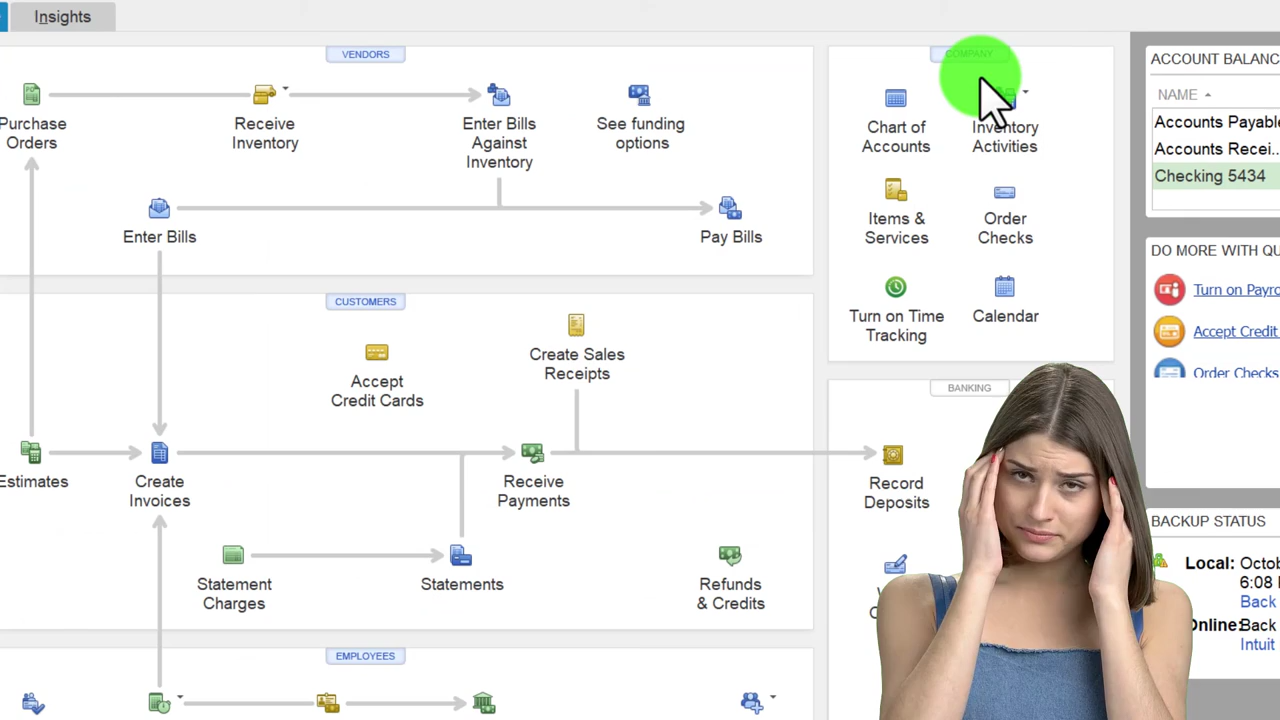 Insights
VENDORS
Purchase
Orders
Receive
Inventory
Enter Bills
Against
Inventory
See funding
options
Enter Bills
Pay Bills
CUSTOMERS
Create Sales
Receipts
Accept
Credit Cards
Estimates
Create
Invoices
Receive
Payments
Statement
Charges
Statements
Refunds
& Credits
EMPLOYEES
COMPANY
Chart of
Accounts
Inventory
Activities
Items &
Services
Order
Checks
Turn on Time
Tracking
Calendar
BANKING
Record
Deposits
ACCOUNT BALANC
NAME
Accounts Payable
Accounts Recei...
Checking 5434
DO MORE WITH QU
Turn on Payro
Accept Credit
Order Checks
BACKUP STATUS
Local: Octo
6:08
Back
Online: Back
Intuit